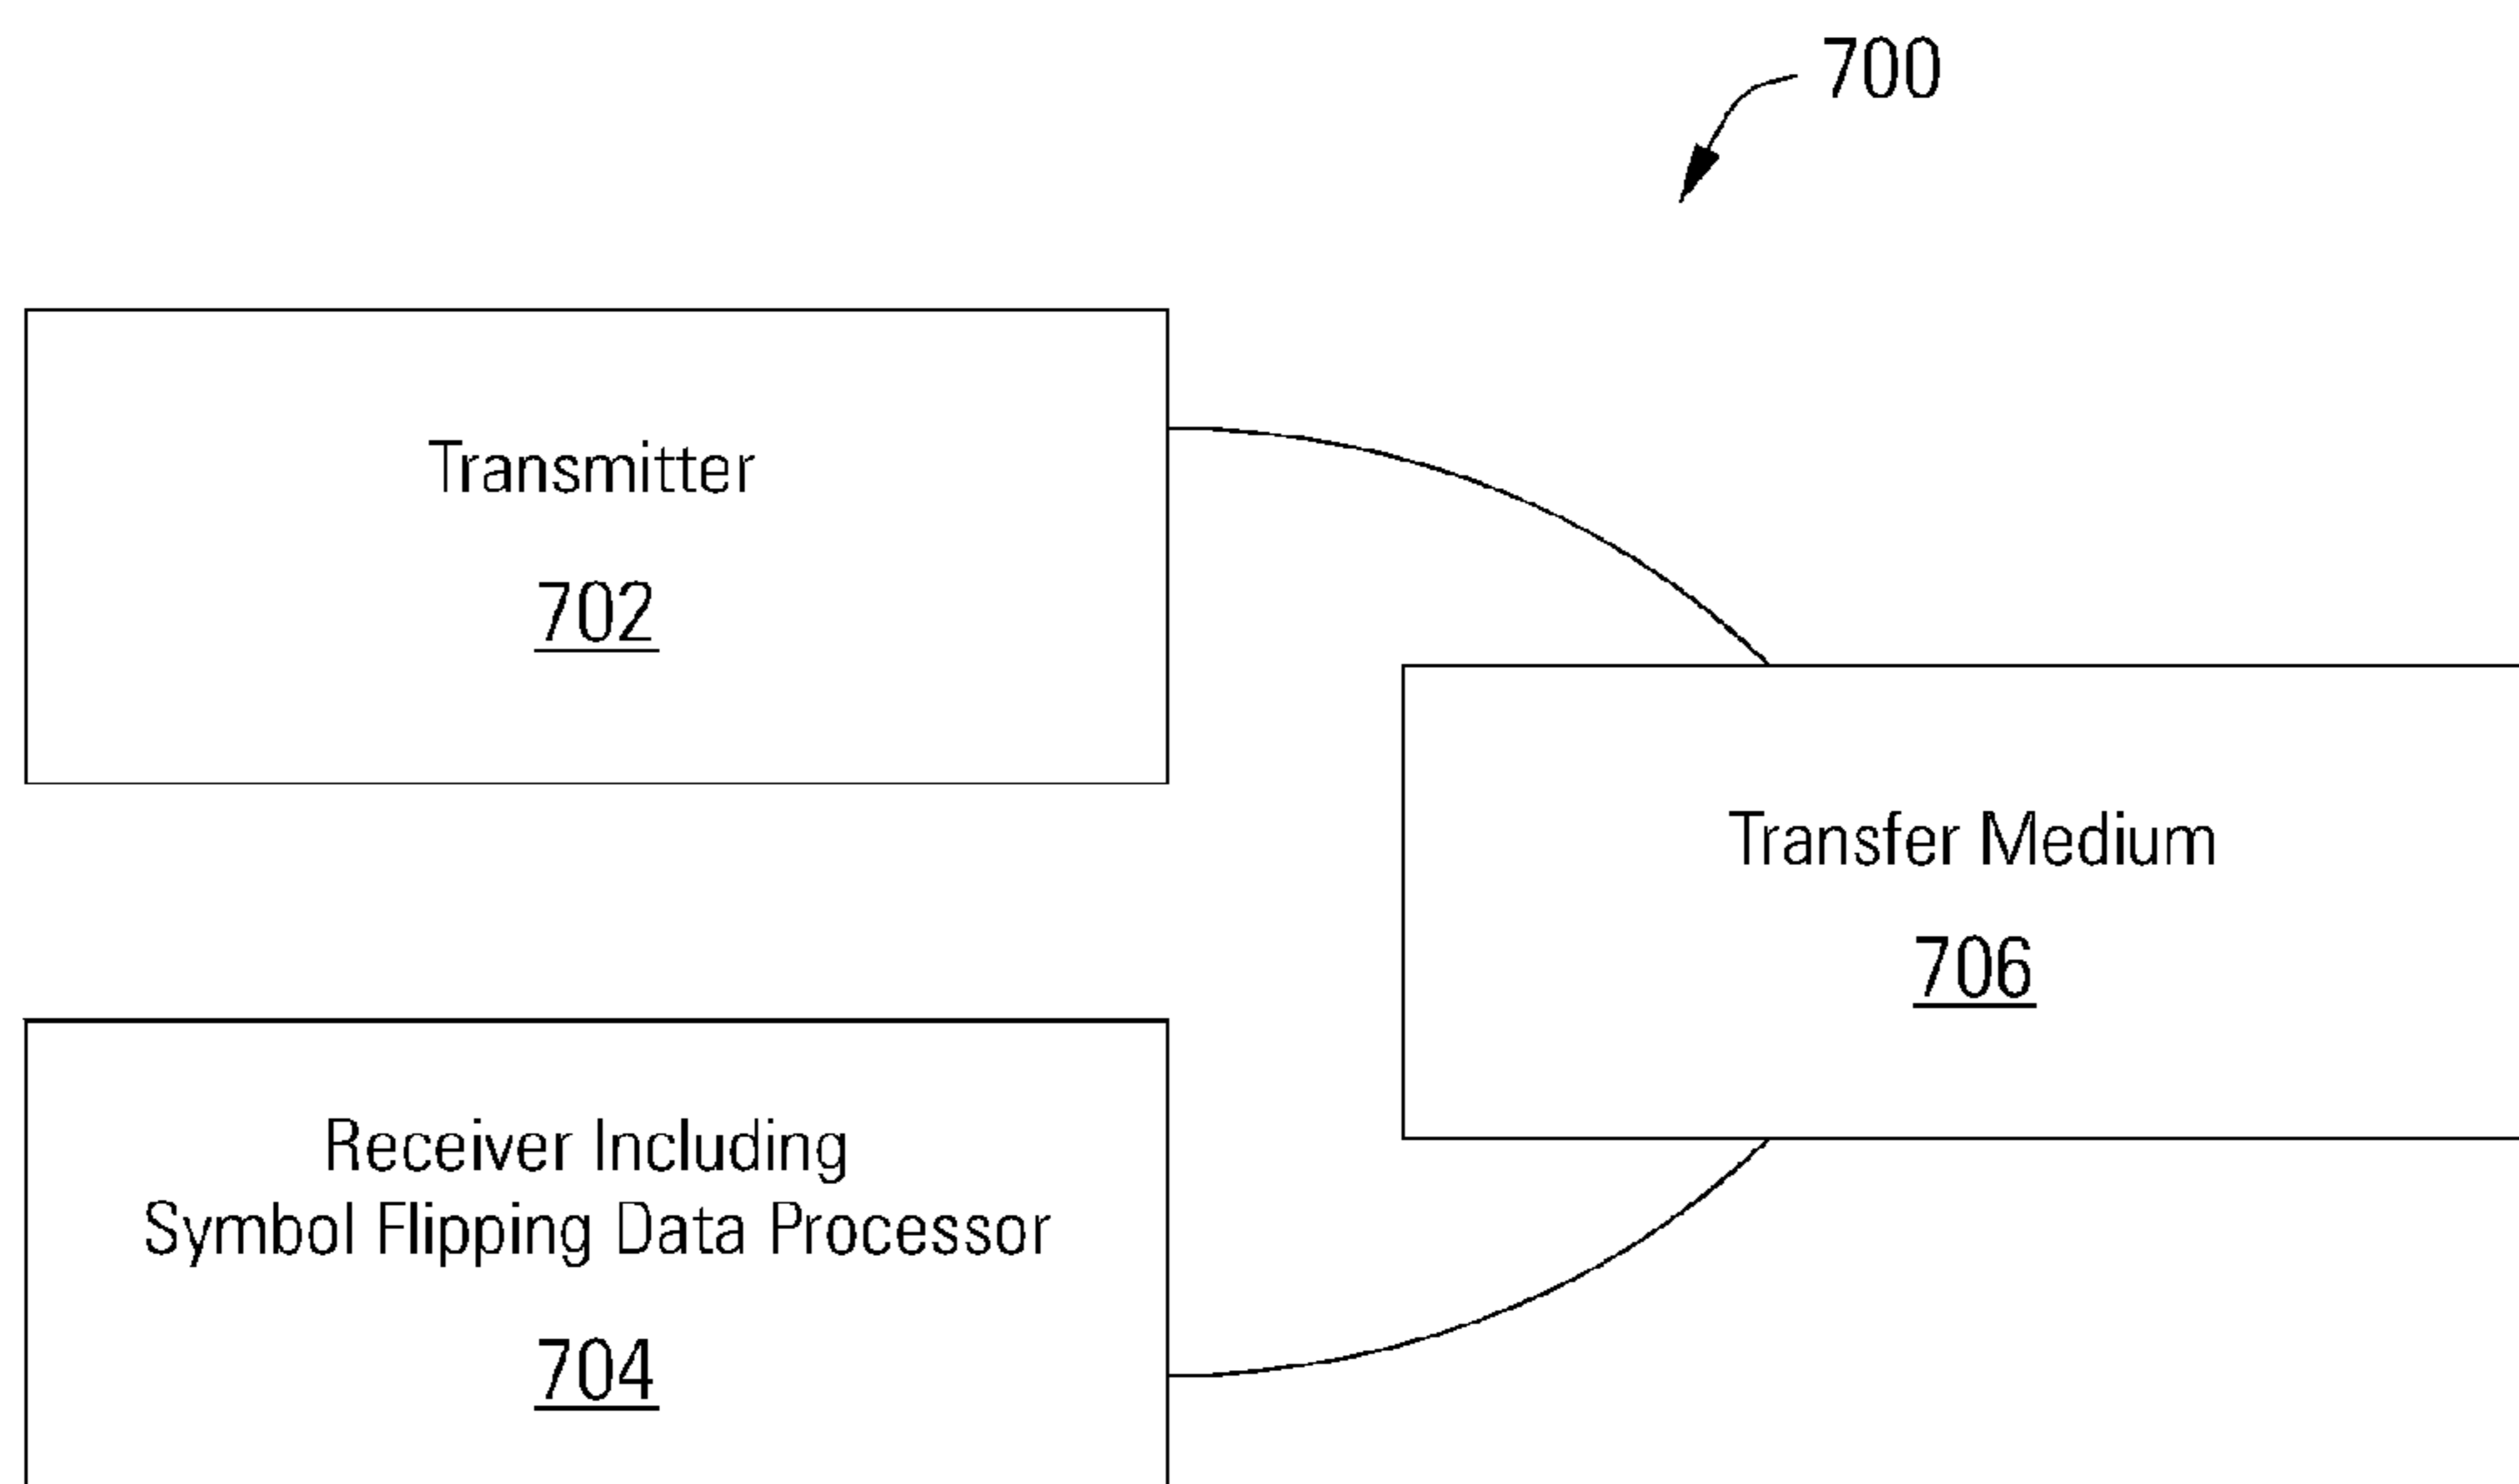 700
Transmitter
702
Transfer Medium
706
Receiver Including
Symbol Flipping Data Processor
704